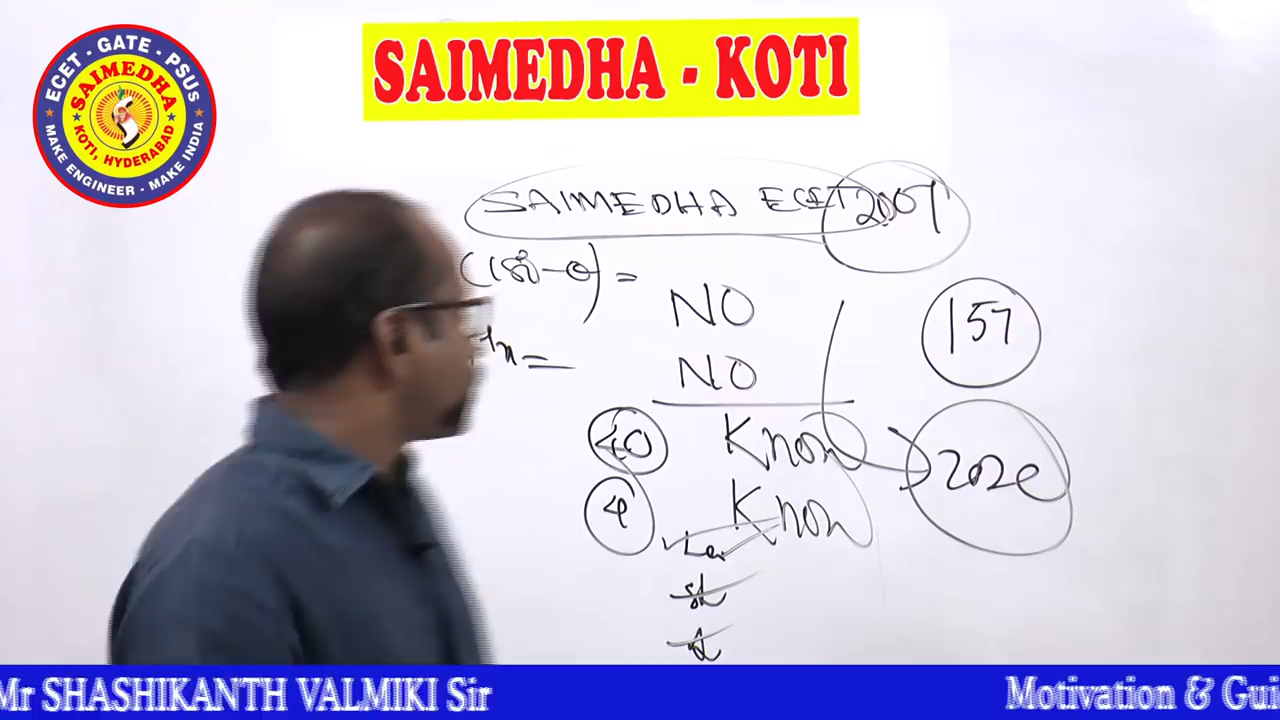 ECET - GATE - PSUS
SAIMEDHA
KOTI, HYDERABAD
MAKE ENGINEER - MAKE INDIA
SAIMEDHA - KOTI
SAIMEDHA ECET 2007
(180-θ) =
NO
157
=
NO
40 Know
2020
4 Know
Mr SHASHIKANTH VALMIKI Sir
Motivation & Gui